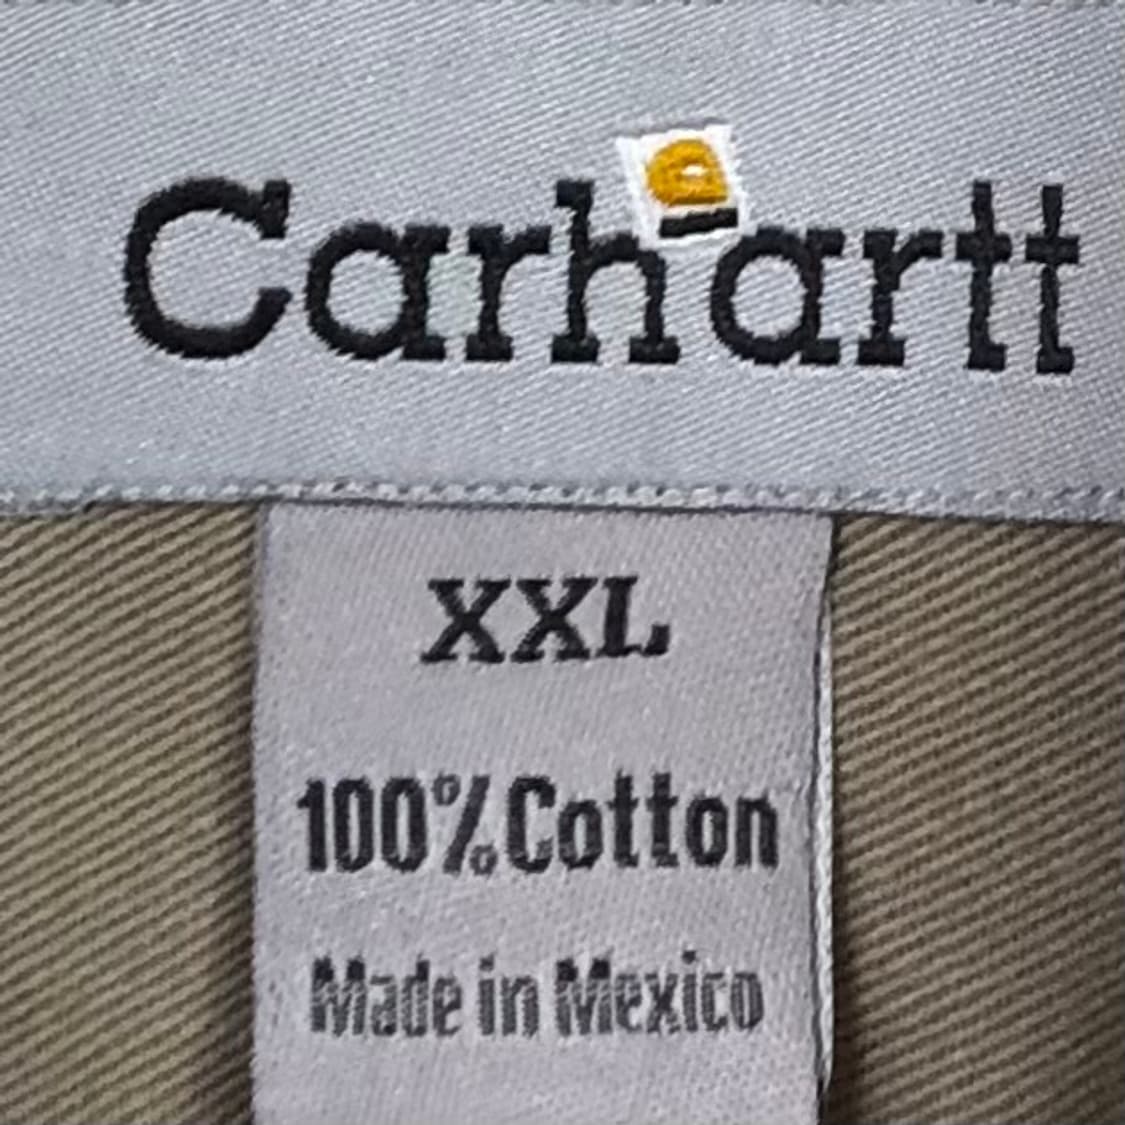 Carhartt
XXL
100% Cotton
Made in Mexico